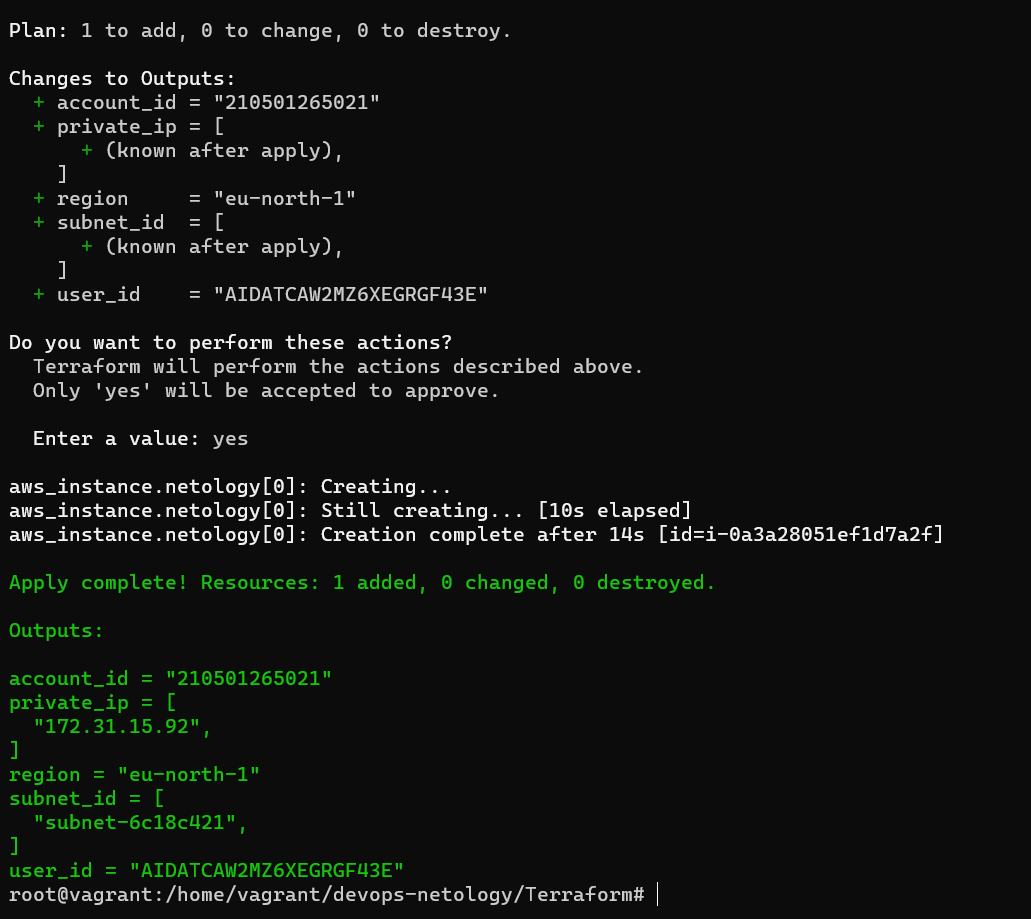 Plan: 1 to add, 0 to change, 0 to destroy.
Changes to Outputs:
  + account_id = "210501265021"
  + private_ip = [
      + (known after apply),
    ]
  + region     = "eu-north-1"
  + subnet_id  = [
      + (known after apply),
    ]
  + user_id    = "AIDATCAW2MZ6XEGRGF43E"
Do you want to perform these actions?
  Terraform will perform the actions described above.
  Only 'yes' will be accepted to approve.
  Enter a value: yes
aws_instance.netology[0]: Creating...
aws_instance.netology[0]: Still creating... [10s elapsed]
aws_instance.netology[0]: Creation complete after 14s [id=i-0a3a28051ef1d7a2f]
Apply complete! Resources: 1 added, 0 changed, 0 destroyed.
Outputs:
account_id = "210501265021"
private_ip = [
  "172.31.15.92",
]
region = "eu-north-1"
subnet_id = [
  "subnet-6c18c421",
]
user_id = "AIDATCAW2MZ6XEGRGF43E"
root@vagrant:/home/vagrant/devops-netology/Terraform#